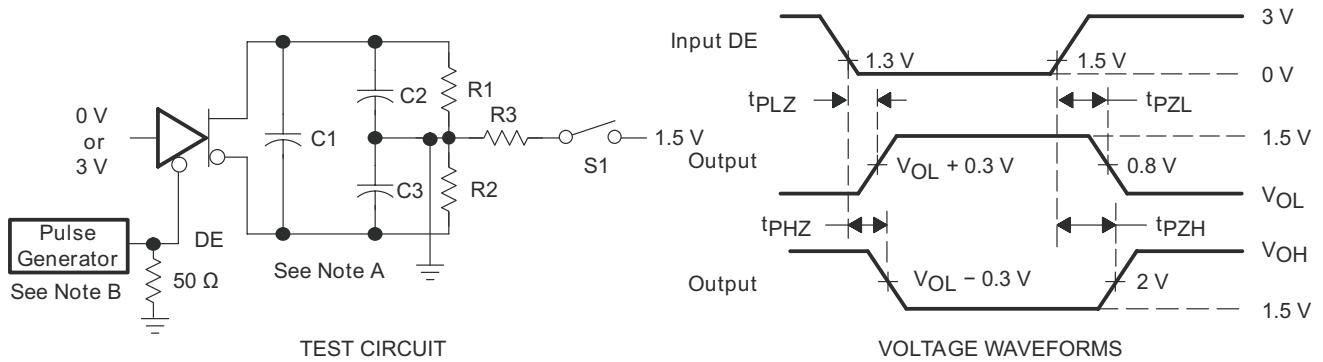 0 V
or
3 V
C1
C2
C3
R1
R2
R3
S1
1.5 V
Pulse
Generator
See Note B
DE
50 Ω
See Note A
TEST CIRCUIT
Input DE
3 V
1.3 V
1.5 V
0 V
tPLZ
tPZL
1.5 V
Output
VOL + 0.3 V
0.8 V
VOL
tPHZ
tPZH
VOH
Output
VOL − 0.3 V
2 V
1.5 V
VOLTAGE WAVEFORMS